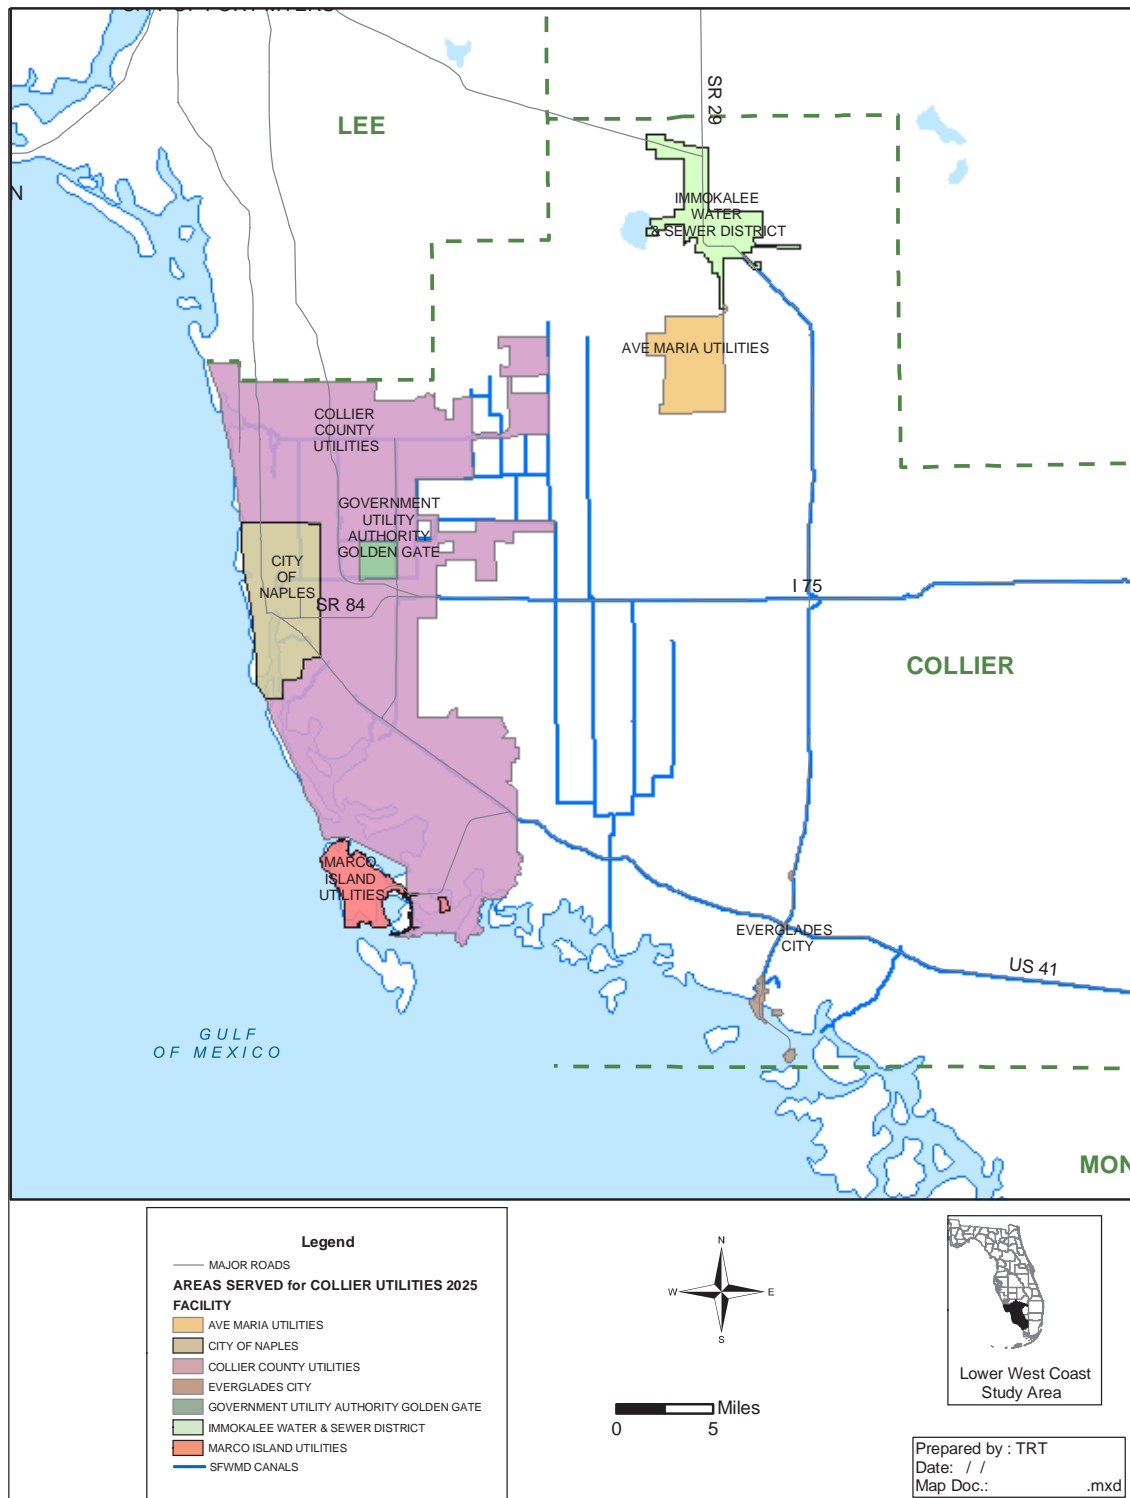 CITY OF FORT MYERS
LEE
SR 29
N
IMMOKALEE
WATER
& SEWER DISTRICT
AVE MARIA UTILITIES
COLLIER
COUNTY
UTILITIES
GOVERNMENT
UTILITY
AUTHORITY
GOLDEN GATE
CITY
OF
NAPLES
SR 84
I 75
COLLIER
MARCO
ISLAND
UTILITIES
EVERGLADES
CITY
US 41
GULF
OF MEXICO
MON
Legend
MAJOR ROADS
AREAS SERVED for COLLIER UTILITIES 2025
FACILITY
AVE MARIA UTILITIES
CITY OF NAPLES
COLLIER COUNTY UTILITIES
EVERGLADES CITY
GOVERNMENT UTILITY AUTHORITY GOLDEN GATE
IMMOKALEE WATER & SEWER DISTRICT
MARCO ISLAND UTILITIES
SFWMD CANALS
N
W E
S
Miles
0 5
Lower West Coast
Study Area
Prepared by : TRT
Date: / /
Map Doc.: .mxd